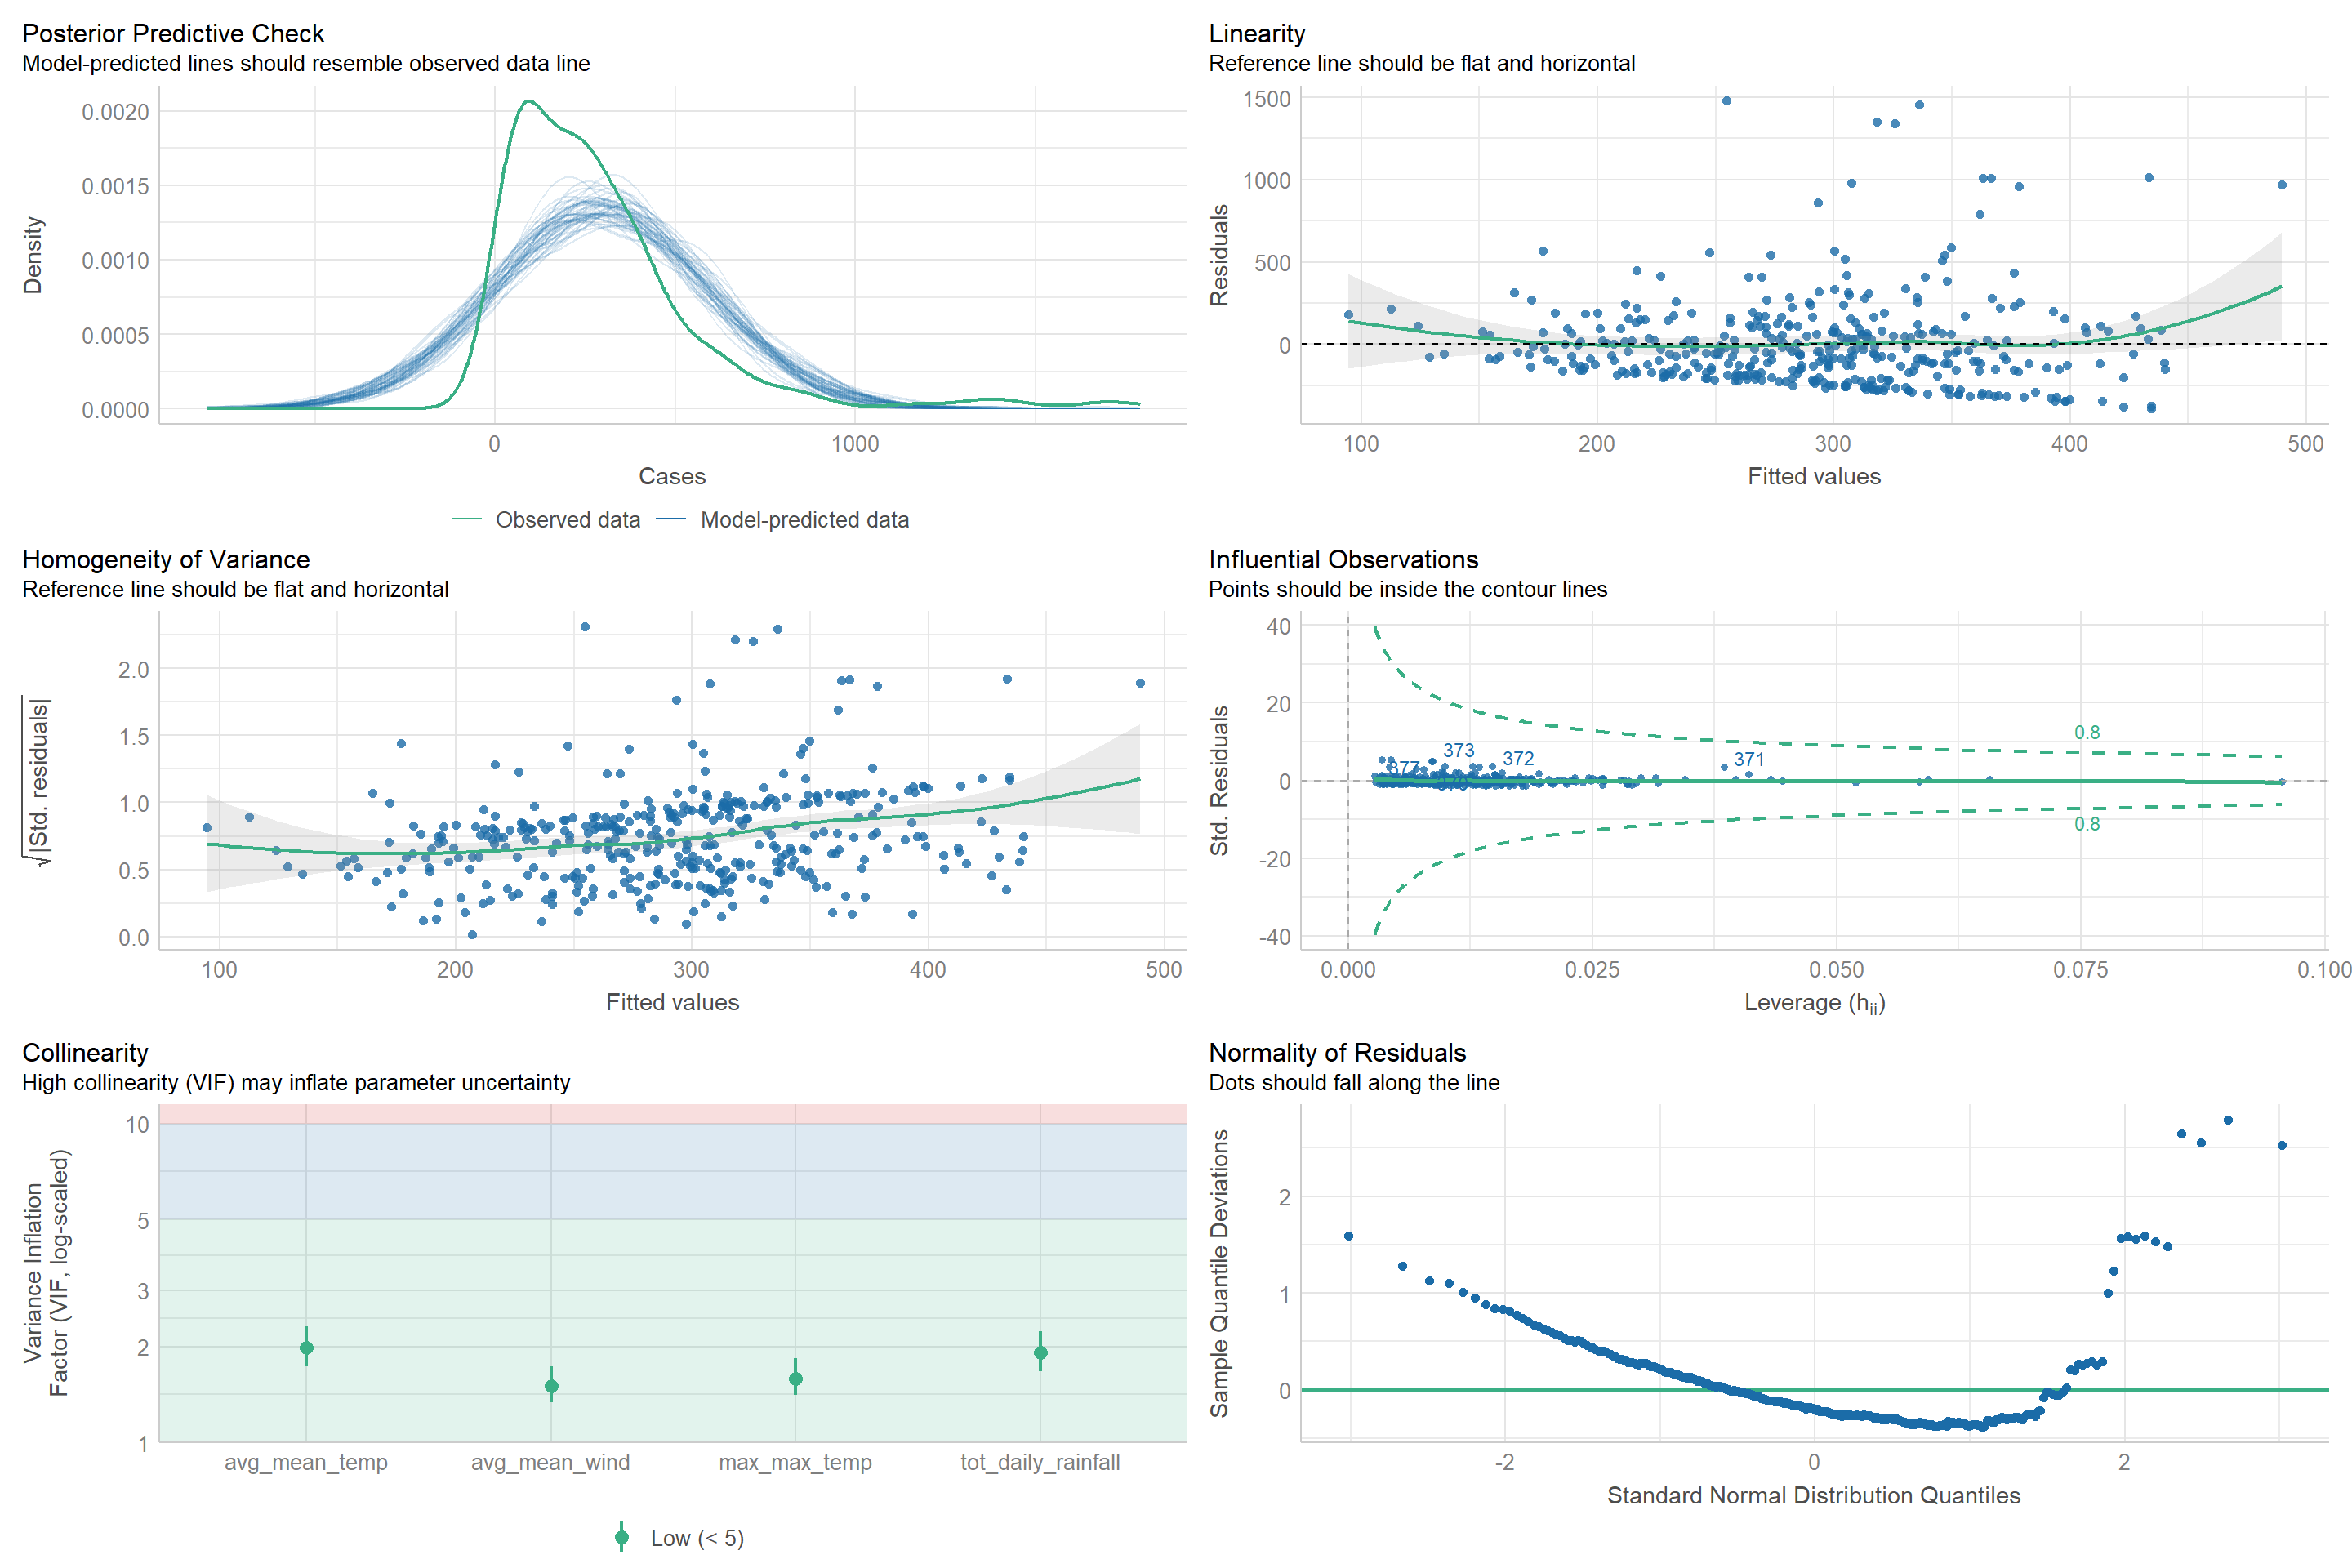 Posterior Predictive Check
Model-predicted lines should resemble observed data line
Density
0.0020
0.0015
0.0010
0.0005
0.0000
0
1000
Cases
Observed data
Model-predicted data
Linearity
Reference line should be flat and horizontal
Residuals
1500
1000
500
0
100
200
300
400
500
Fitted values
Homogeneity of Variance
Reference line should be flat and horizontal
√|Std. residuals|
2.0
1.5
1.0
0.5
0.0
100
200
300
400
500
Fitted values
Influential Observations
Points should be inside the contour lines
Std. Residuals
40
20
0
-20
-40
0.8
373
372
371
377
0.8
0.000
0.025
0.050
0.075
0.100
Leverage (hii)
Collinearity
High collinearity (VIF) may inflate parameter uncertainty
Variance Inflation
Factor (VIF, log-scaled)
10
5
3
2
1
avg_mean_temp
avg_mean_wind
max_max_temp
tot_daily_rainfall
Low (< 5)
Normality of Residuals
Dots should fall along the line
Sample Quantile Deviations
2
1
0
-2
0
2
Standard Normal Distribution Quantiles